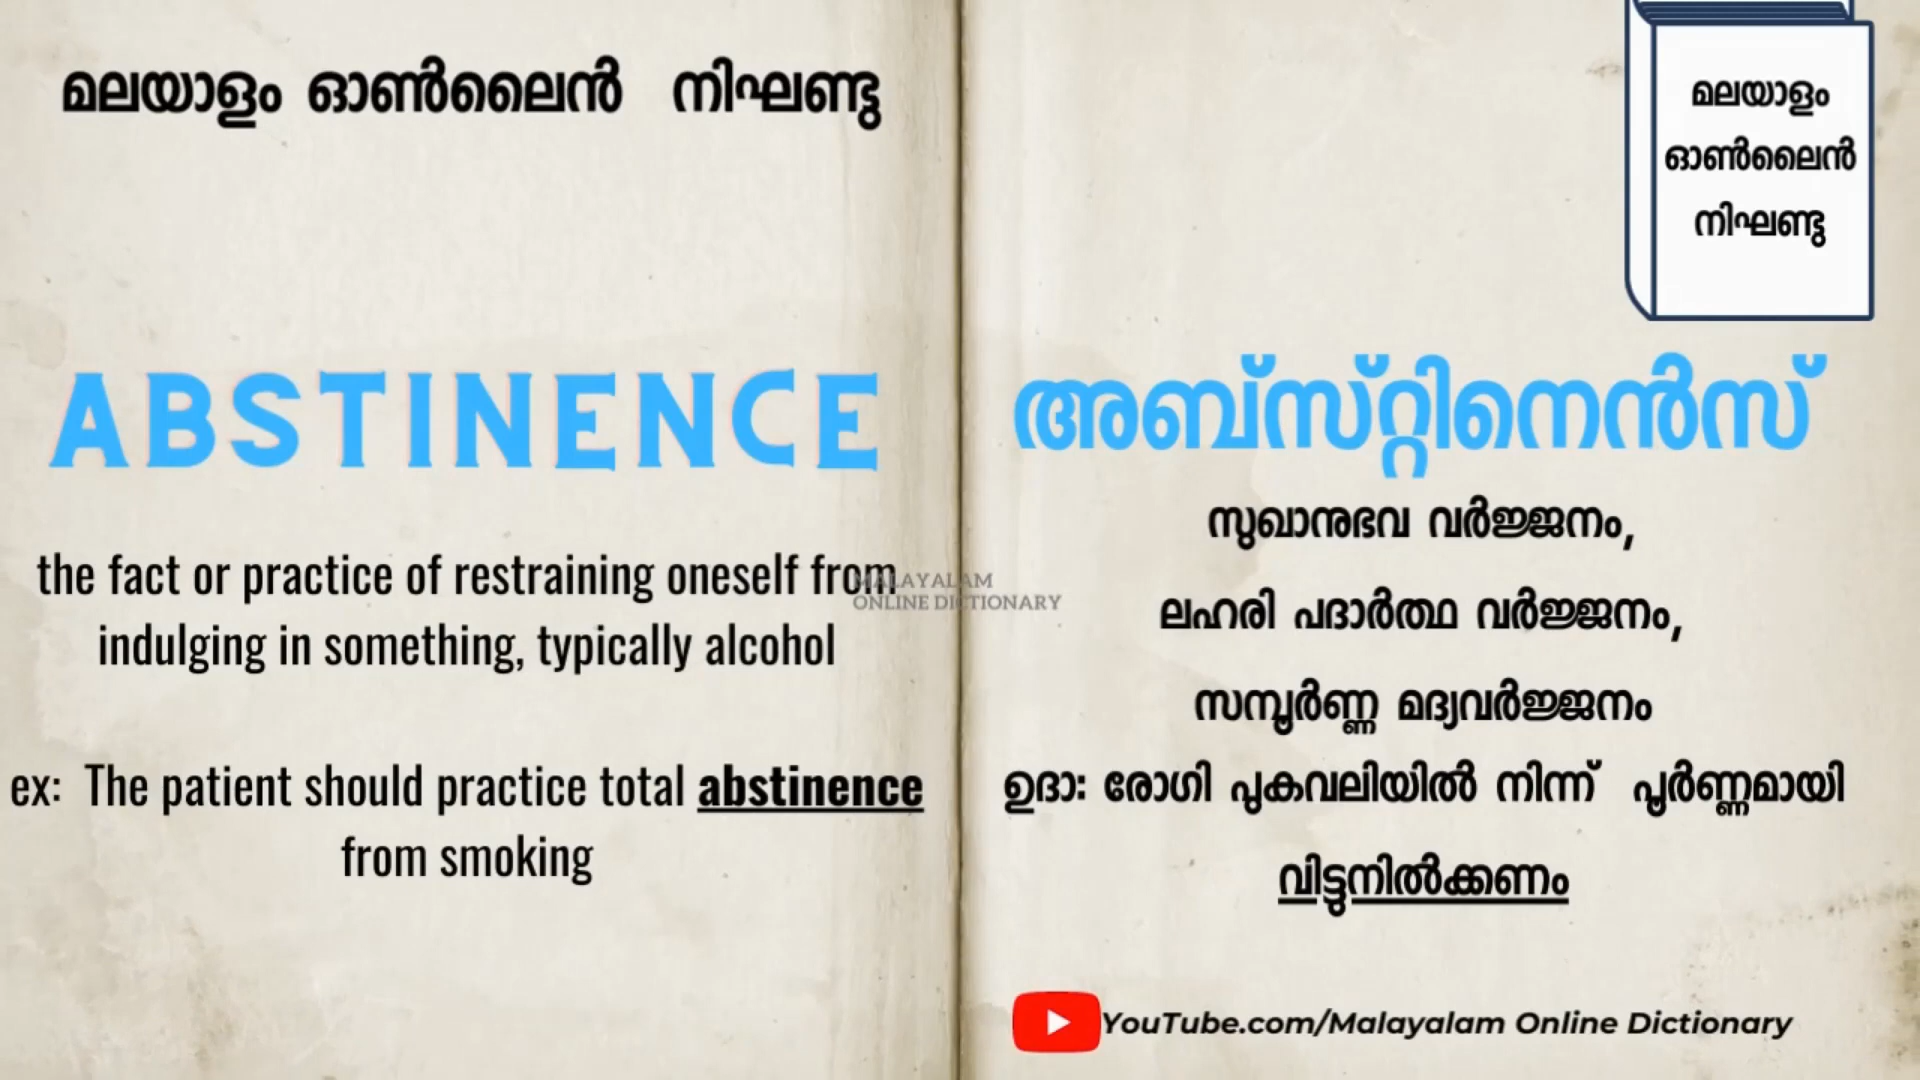 മലയാളം ഓൺലൈൻ നിഘണ്ടു
മലയാളം
ഓൺലൈൻ
നിഘണ്ടു
ABSTINENCE
the fact or practice of restraining oneself from
indulging in something, typically alcohol
ex: The patient should practice total abstinence
from smoking
MALAYALAM
ONLINE DICTIONARY
അബ്സ്റ്റിനെൻസ്
സുഖാനുഭവ വർജ്ജനം,
ലഹരി പദാർത്ഥ വർജ്ജനം,
സമ്പൂർണ്ണ മദ്യവർജ്ജനം
ഉദാ: രോഗി പുകവലിയിൽ നിന്ന് പൂർണ്ണമായി
വിട്ടുനിൽക്കണം
YouTube.com/Malayalam Online Dictionary